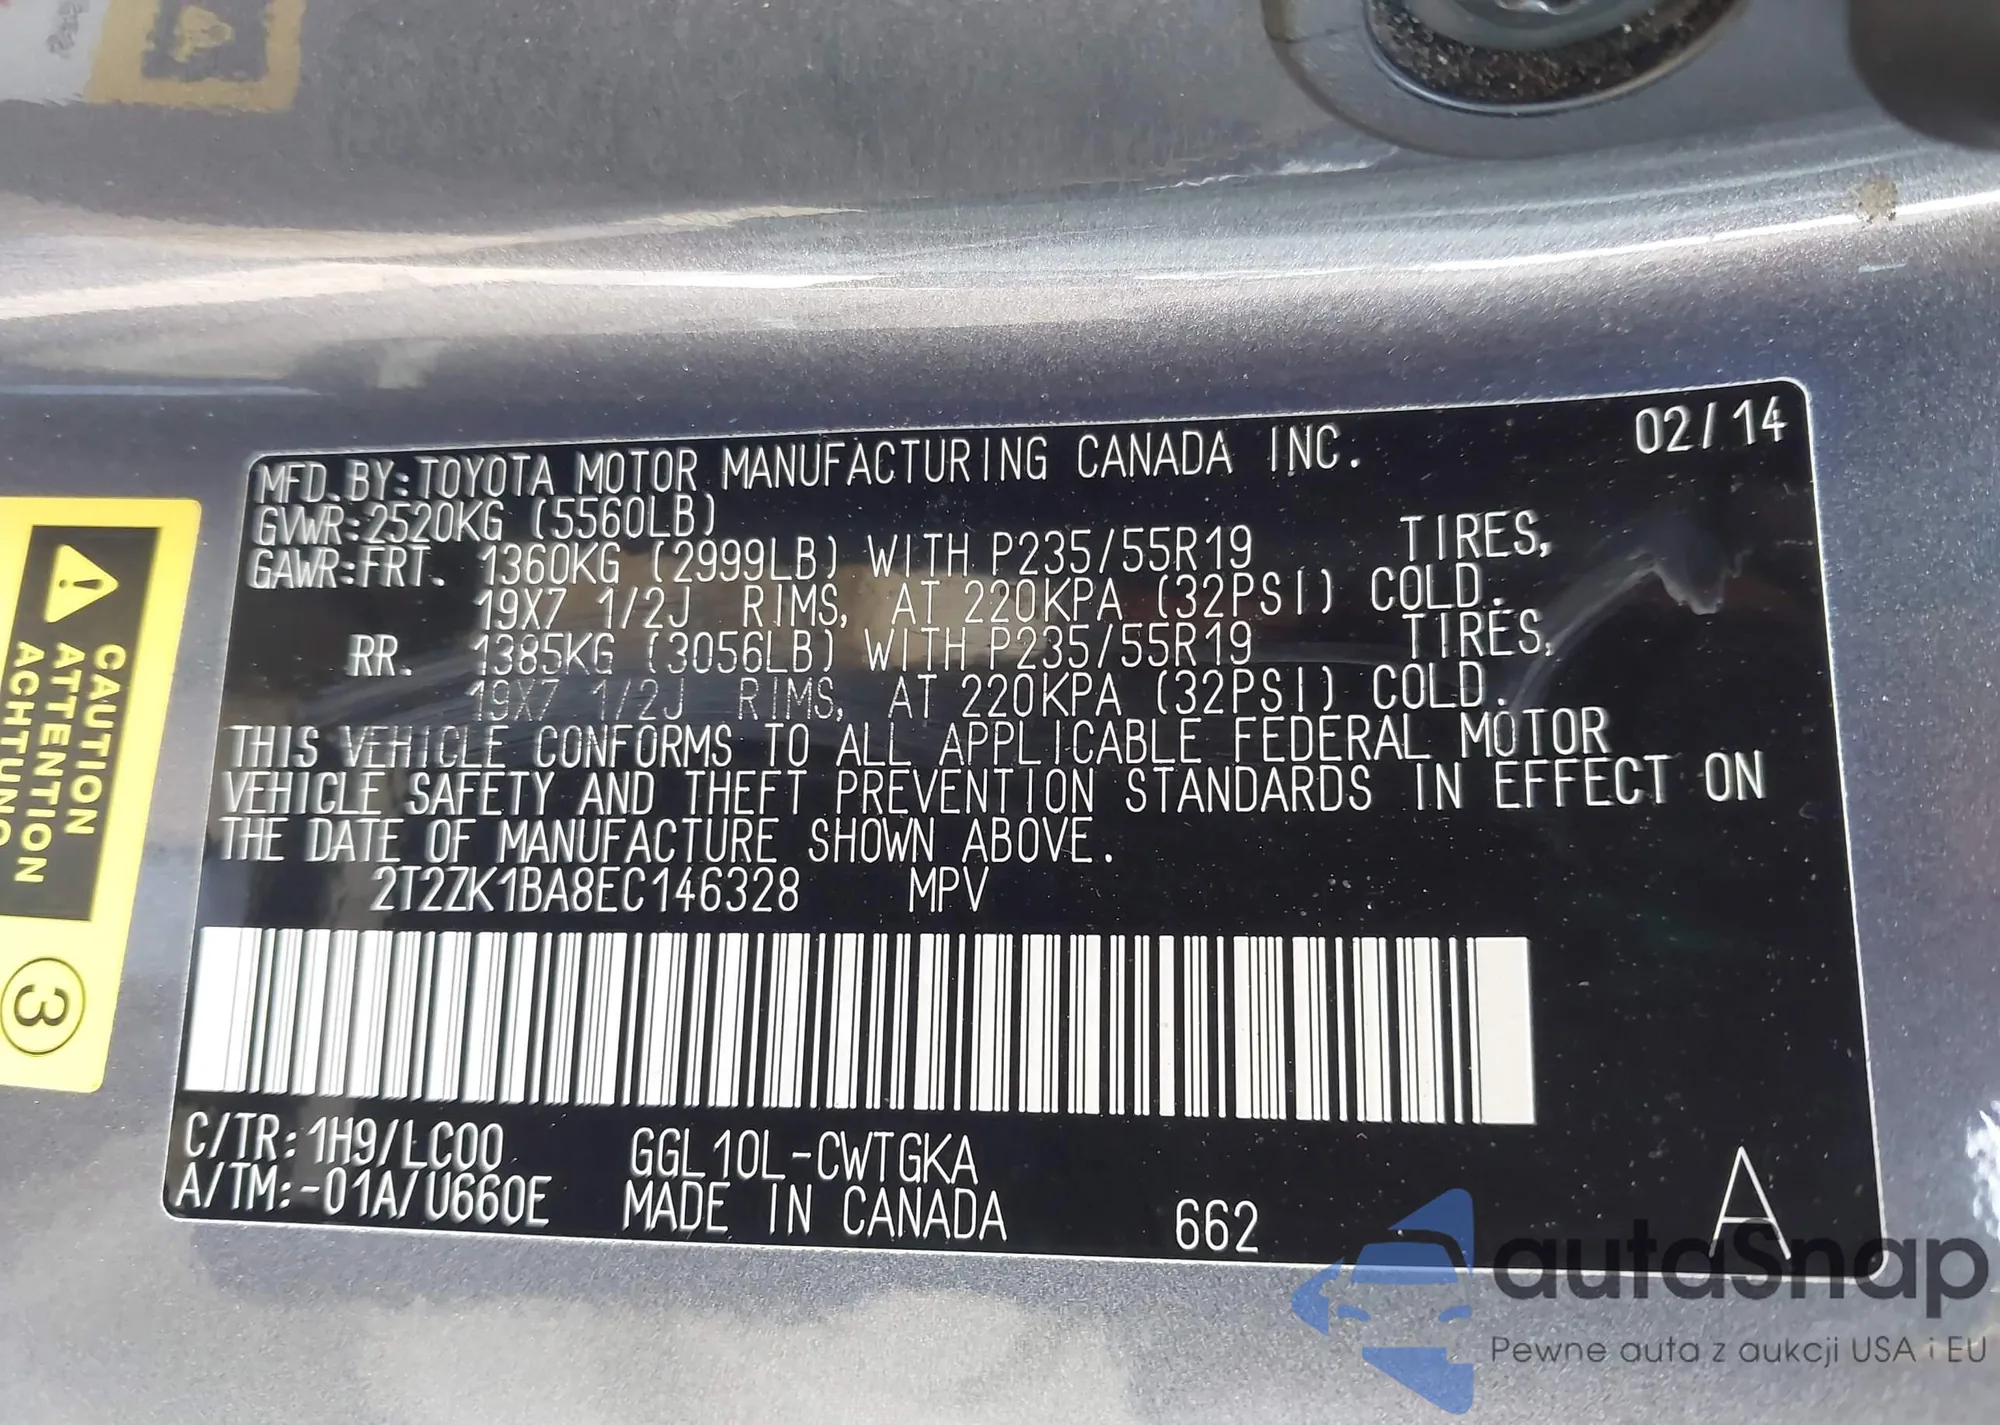 MFD.BY:TOYOTA MOTOR MANUFACTURING CANADA INC. 02/14
GVWR:2520KG (5560LB)
GAWR:FRT. 1360KG (2999LB) WITH P235/55R19 TIRES,
19X7 1/2J RIMS, AT 220KPA (32PSI) COLD.
RR. 1385KG (3056LB) WITH P235/55R19 TIRES,
19X7 1/2J RIMS, AT 220KPA (32PSI) COLD.
THIS VEHICLE CONFORMS TO ALL APPLICABLE FEDERAL MOTOR
VEHICLE SAFETY AND THEFT PREVENTION STANDARDS IN EFFECT ON
THE DATE OF MANUFACTURE SHOWN ABOVE.
2T2ZK1BA8EC146328 MPV
C/TR:1H9/LC00 GGL10L-CWTGKA
A/TM:-01A/U660E MADE IN CANADA 662 A
CAUTION
ATTENTION
ACHTUNG
3
autoSnap
Pewne auta z aukcji USA i EU